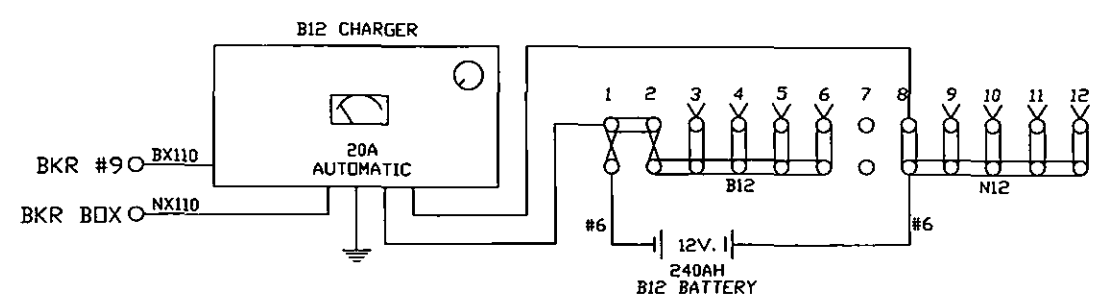 B12 CHARGER
1 2 3 4 5 6 7 8 9 10 11 12
20A
AUTOMATIC
BKR #9
BX110
BKR BOX
NX110
B12
N12
#6
#6
12V.
240AH
B12 BATTERY